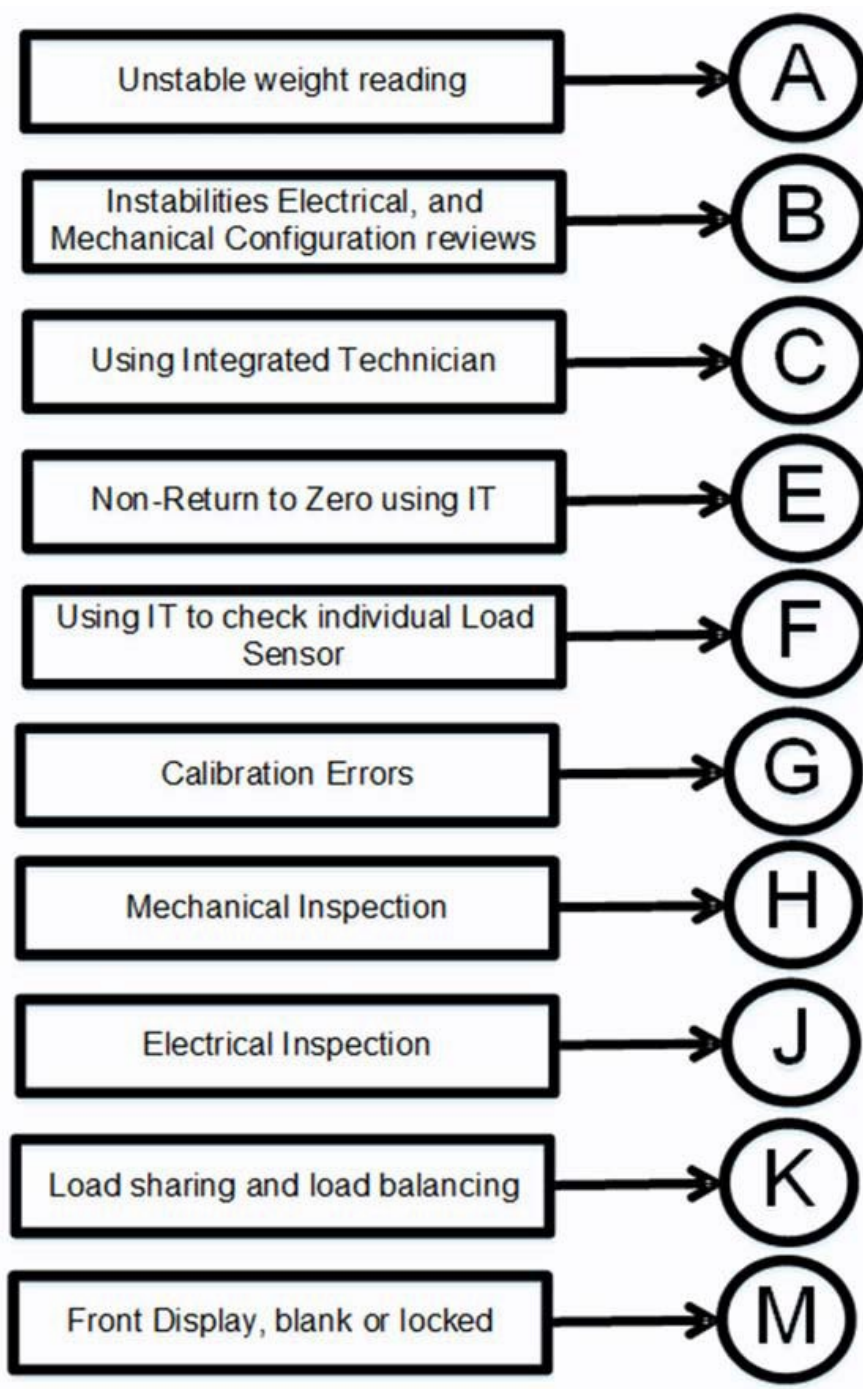 Unstable weight reading
A
Instabilities Electrical, and
Mechanical Configuration reviews
B
Using Integrated Technician
C
Non-Return to Zero using IT
E
Using IT to check individual Load
Sensor
F
Calibration Errors
G
Mechanical Inspection
H
Electrical Inspection
J
Load sharing and load balancing
K
Front Display, blank or locked
M